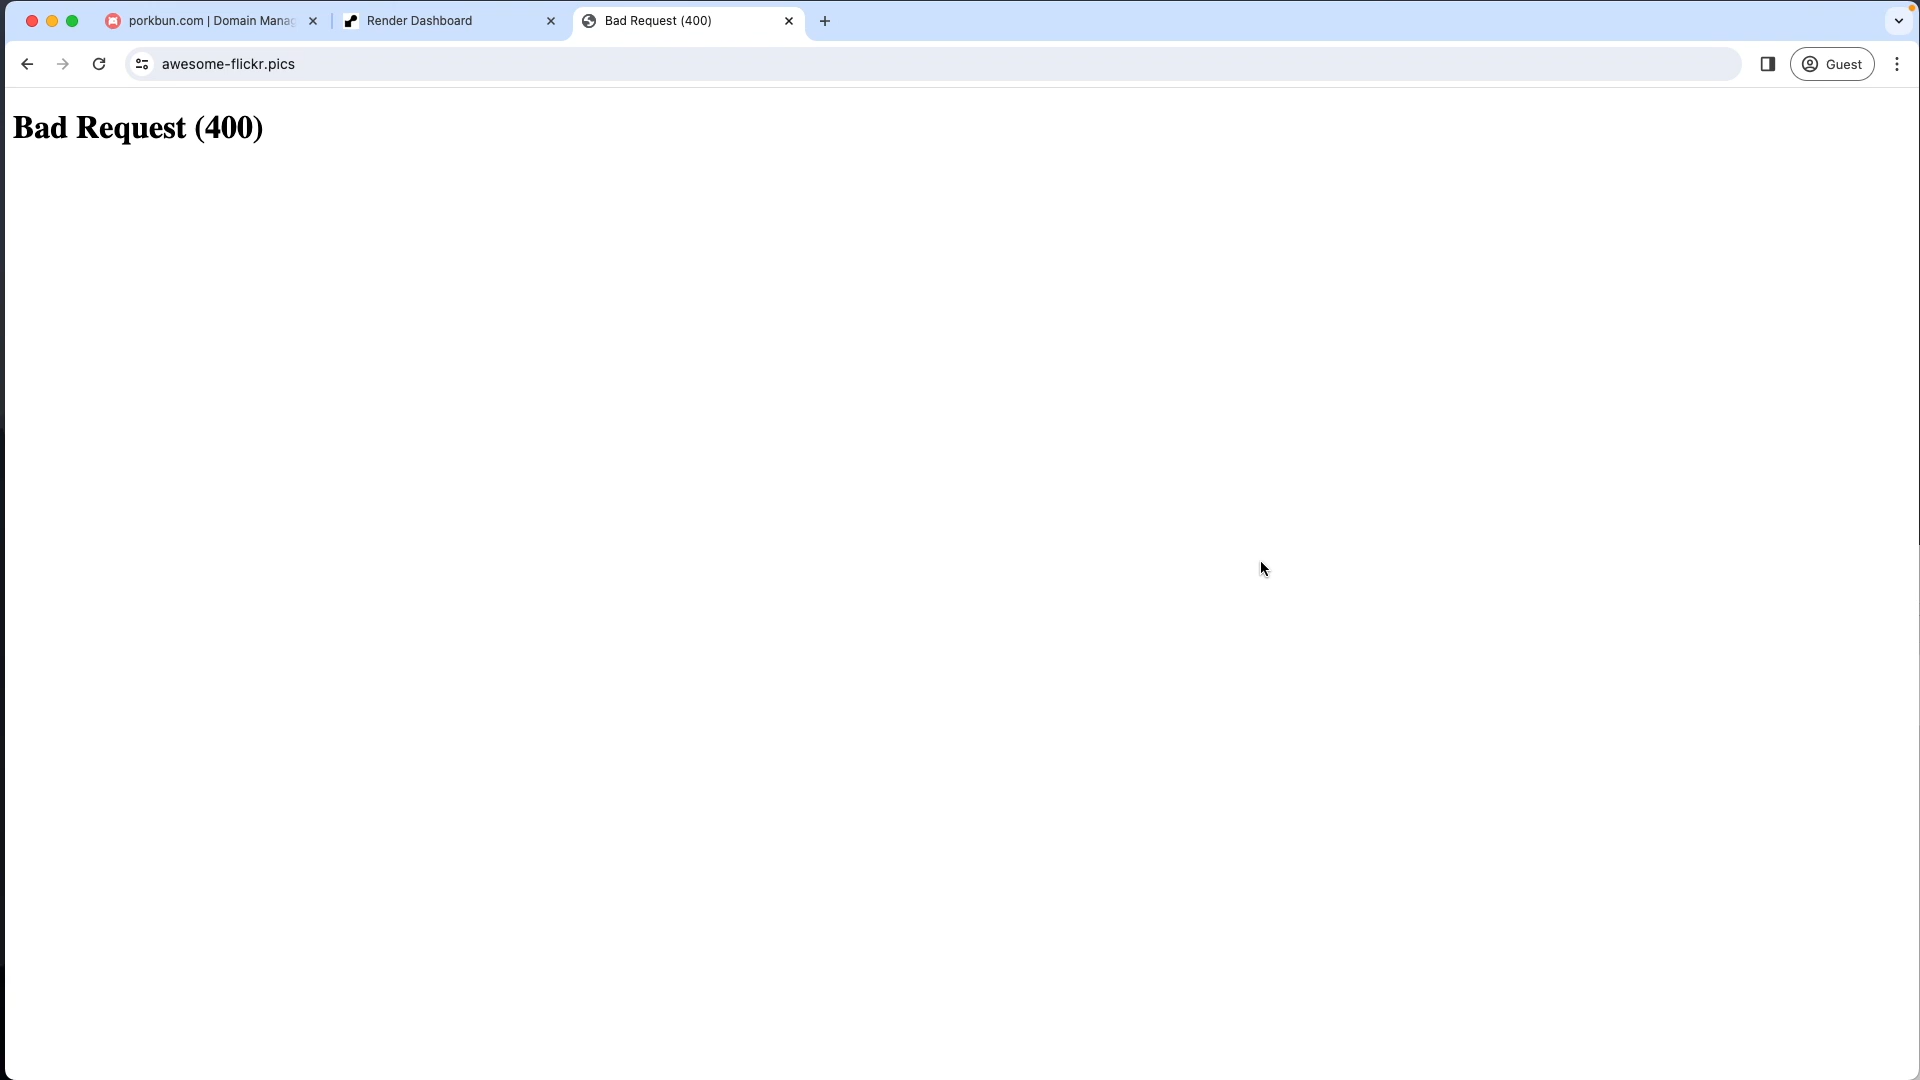 porkbun.com | Domain Manag
Render Dashboard
Bad Request (400)
awesome-flickr.pics
Guest
Bad Request (400)